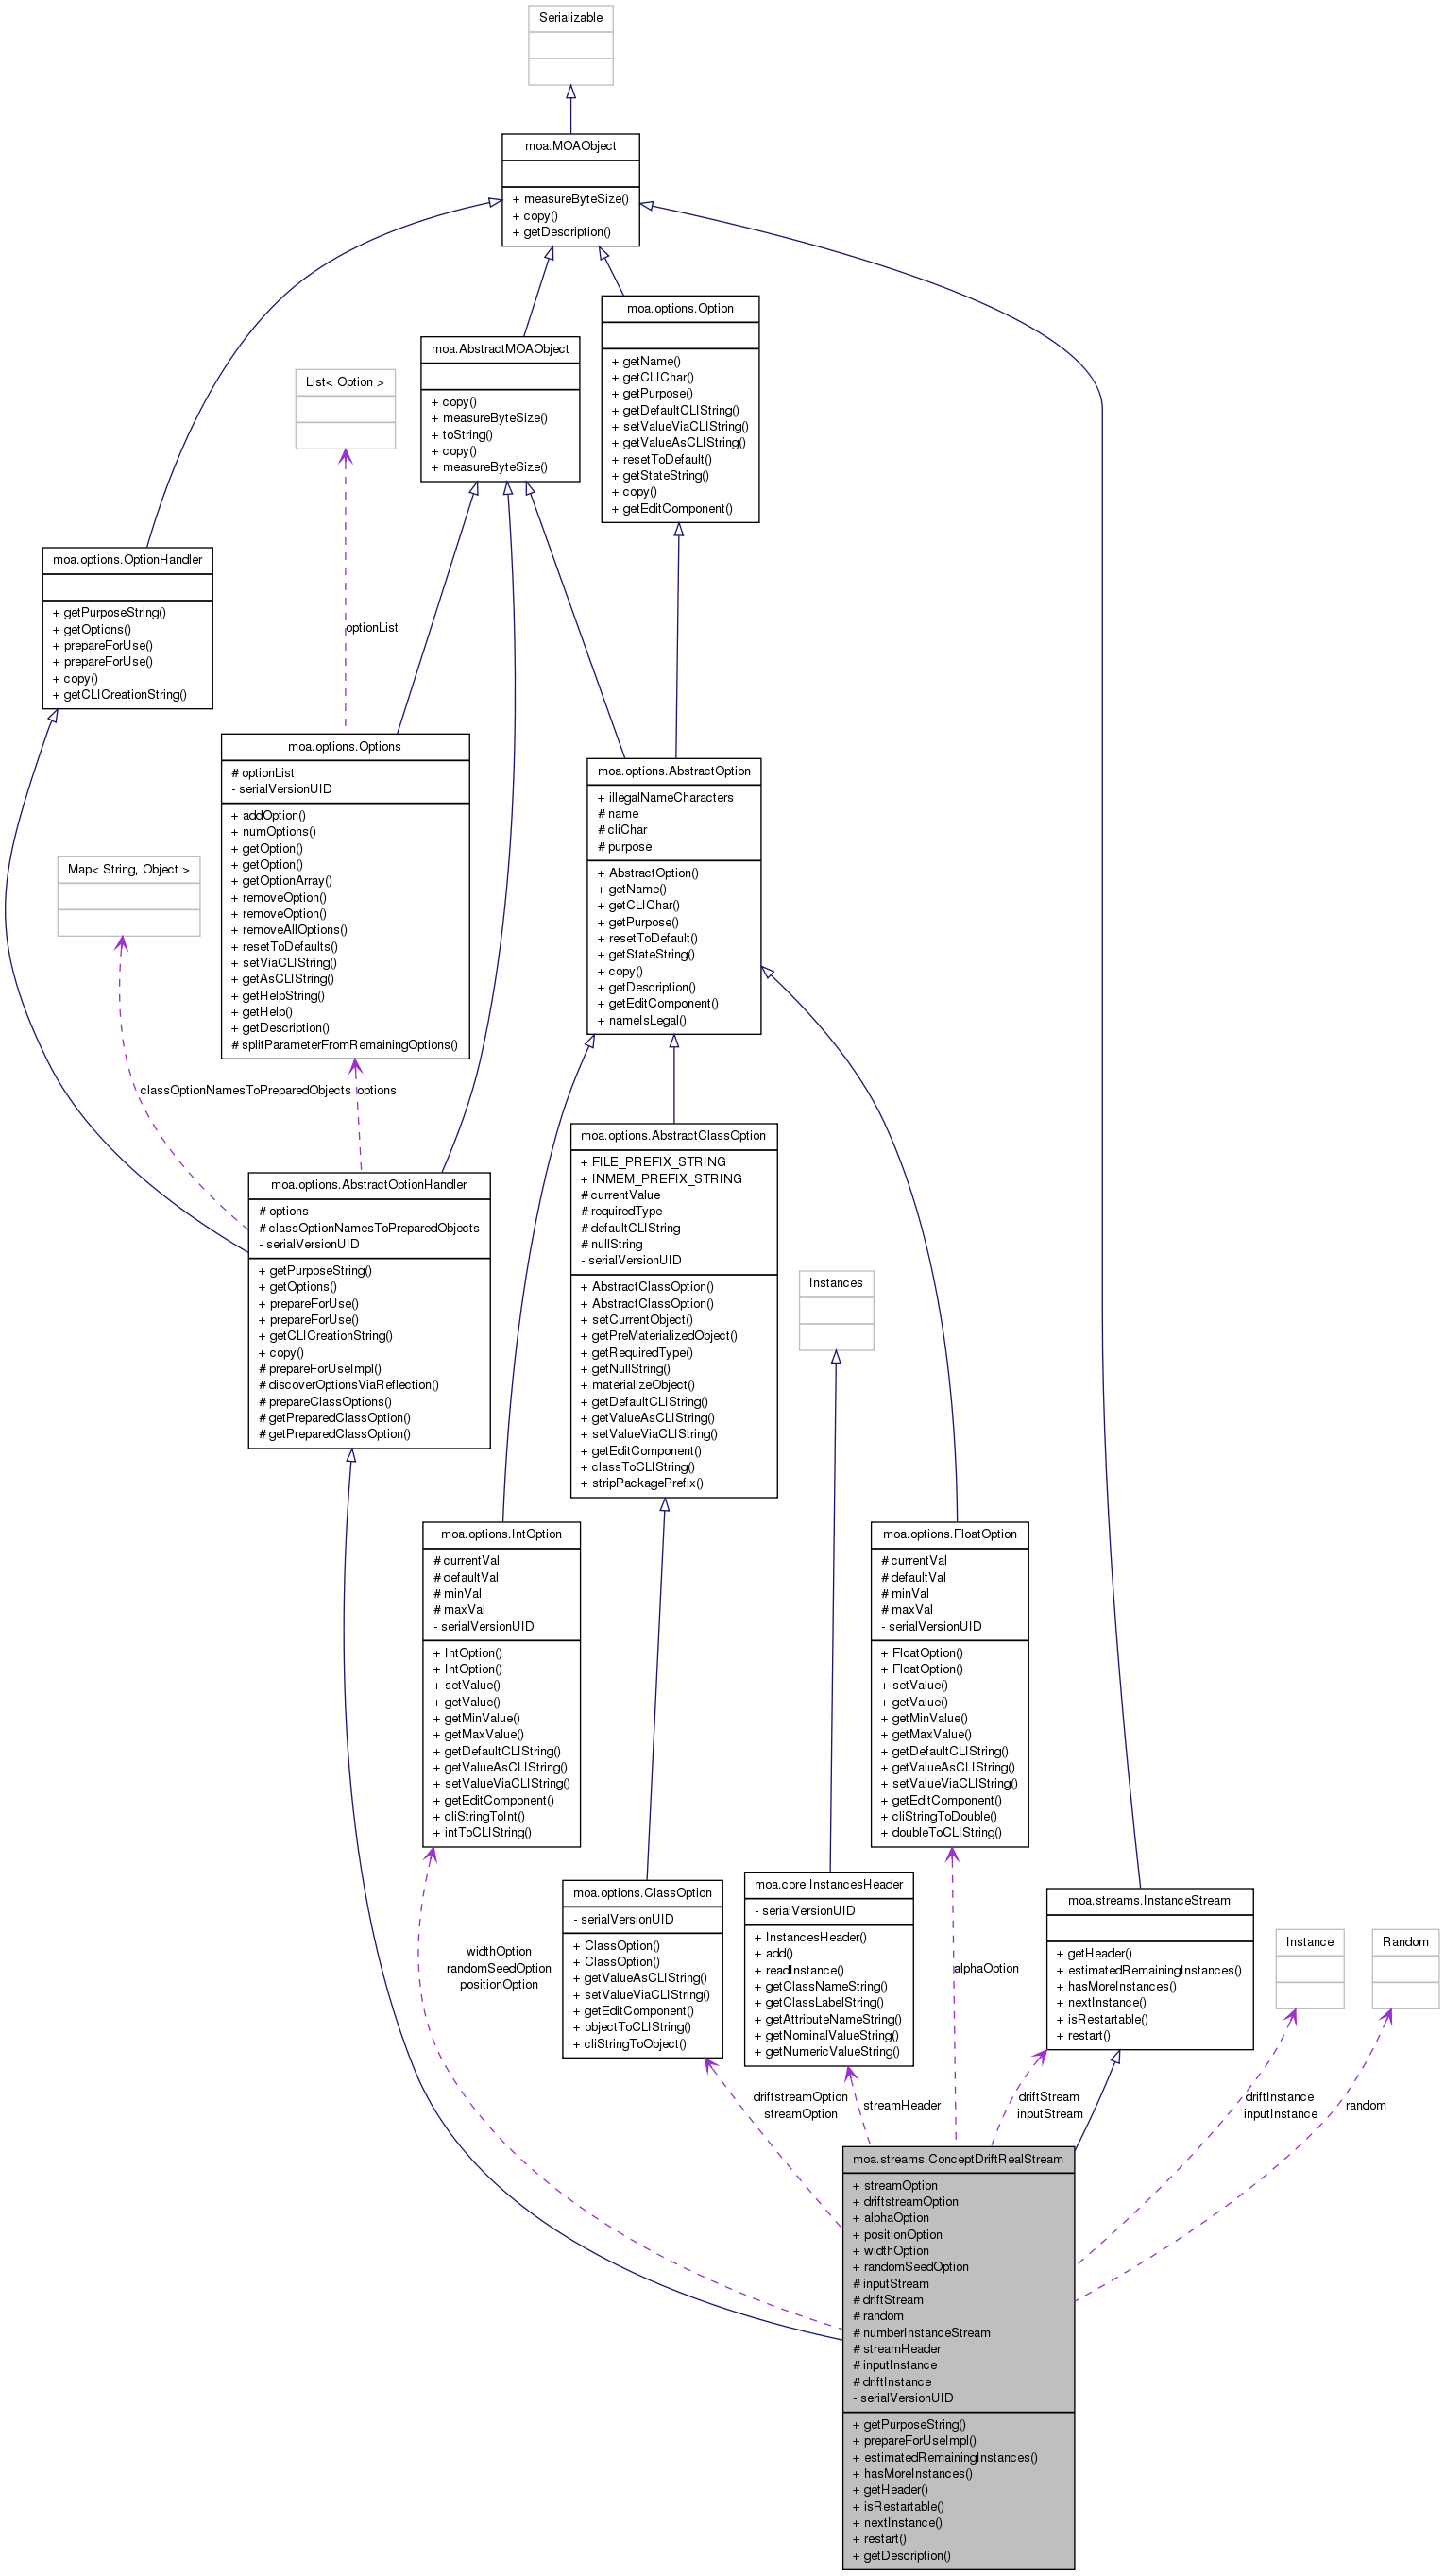 Serializable
moa.MOAObject
+ measureByteSize()
+ copy()
+ getDescription()
moa.options.Option
+ getName()
+ getCLIChar()
+ getPurpose()
+ getDefaultCLIString()
+ setValueViaCLIString()
+ getValueAsCLIString()
+ resetToDefault()
+ getStateString()
+ copy()
+ getEditComponent()
moa.AbstractMOAObject
+ copy()
+ measureByteSize()
+ toString()
+ copy()
+ measureByteSize()
List< Option >
moa.options.OptionHandler
+ getPurposeString()
+ getOptions()
+ prepareForUse()
+ prepareForUse()
+ copy()
+ getCLICreationString()
optionList
moa.options.Options
# optionList
- serialVersionUID
+ addOption()
+ numOptions()
+ getOption()
+ getOption()
+ getOptionArray()
+ removeOption()
+ removeOption()
+ removeAllOptions()
+ resetToDefaults()
+ setViaCLIString()
+ getAsCLIString()
+ getHelpString()
+ getHelp()
+ getDescription()
# splitParameterFromRemainingOptions()
moa.options.AbstractOption
+ illegalNameCharacters
# name
# cliChar
# purpose
+ AbstractOption()
+ getName()
+ getCLIChar()
+ getPurpose()
+ resetToDefault()
+ getStateString()
+ copy()
+ getDescription()
+ getEditComponent()
+ nameIsLegal()
Map< String, Object >
classOptionNamesToPreparedObjects
options
moa.options.AbstractClassOption
+ FILE_PREFIX_STRING
+ INMEM_PREFIX_STRING
# currentValue
# requiredType
# defaultCLIString
# nullString
- serialVersionUID
+ AbstractClassOption()
+ AbstractClassOption()
+ setCurrentObject()
+ getPreMaterializedObject()
+ getRequiredType()
+ getNullString()
+ materializeObject()
+ getDefaultCLIString()
+ getValueAsCLIString()
+ setValueViaCLIString()
+ getEditComponent()
+ classToCLIString()
+ stripPackagePrefix()
moa.options.AbstractOptionHandler
# options
# classOptionNamesToPreparedObjects
- serialVersionUID
+ getPurposeString()
+ getOptions()
+ prepareForUse()
+ prepareForUse()
+ getCLICreationString()
+ copy()
# prepareForUseImpl()
# discoverOptionsViaReflection()
# prepareClassOptions()
# getPreparedClassOption()
# getPreparedClassOption()
Instances
moa.options.IntOption
# currentVal
# defaultVal
# minVal
# maxVal
- serialVersionUID
+ IntOption()
+ IntOption()
+ setValue()
+ getValue()
+ getMinValue()
+ getMaxValue()
+ getDefaultCLIString()
+ getValueAsCLIString()
+ setValueViaCLIString()
+ getEditComponent()
+ cliStringToInt()
+ intToCLIString()
moa.options.FloatOption
# currentVal
# defaultVal
# minVal
# maxVal
- serialVersionUID
+ FloatOption()
+ FloatOption()
+ setValue()
+ getValue()
+ getMinValue()
+ getMaxValue()
+ getDefaultCLIString()
+ getValueAsCLIString()
+ setValueViaCLIString()
+ getEditComponent()
+ cliStringToDouble()
+ doubleToCLIString()
widthOption
randomSeedOption
positionOption
moa.options.ClassOption
- serialVersionUID
+ ClassOption()
+ ClassOption()
+ getValueAsCLIString()
+ setValueViaCLIString()
+ getEditComponent()
+ objectToCLIString()
+ cliStringToObject()
moa.core.InstancesHeader
- serialVersionUID
+ InstancesHeader()
+ add()
+ readInstance()
+ getClassNameString()
+ getClassLabelString()
+ getAttributeNameString()
+ getNominalValueString()
+ getNumericValueString()
alphaOption
moa.streams.InstanceStream
+ getHeader()
+ estimatedRemainingInstances()
+ hasMoreInstances()
+ nextInstance()
+ isRestartable()
+ restart()
Instance
Random
driftstreamOption
streamOption
streamHeader
driftStream
inputStream
driftInstance
inputInstance
random
moa.streams.ConceptDriftRealStream
+ streamOption
+ driftstreamOption
+ alphaOption
+ positionOption
+ widthOption
+ randomSeedOption
# inputStream
# driftStream
# random
# numberInstanceStream
# streamHeader
# inputInstance
# driftInstance
- serialVersionUID
+ getPurposeString()
+ prepareForUseImpl()
+ estimatedRemainingInstances()
+ hasMoreInstances()
+ getHeader()
+ isRestartable()
+ nextInstance()
+ restart()
+ getDescription()